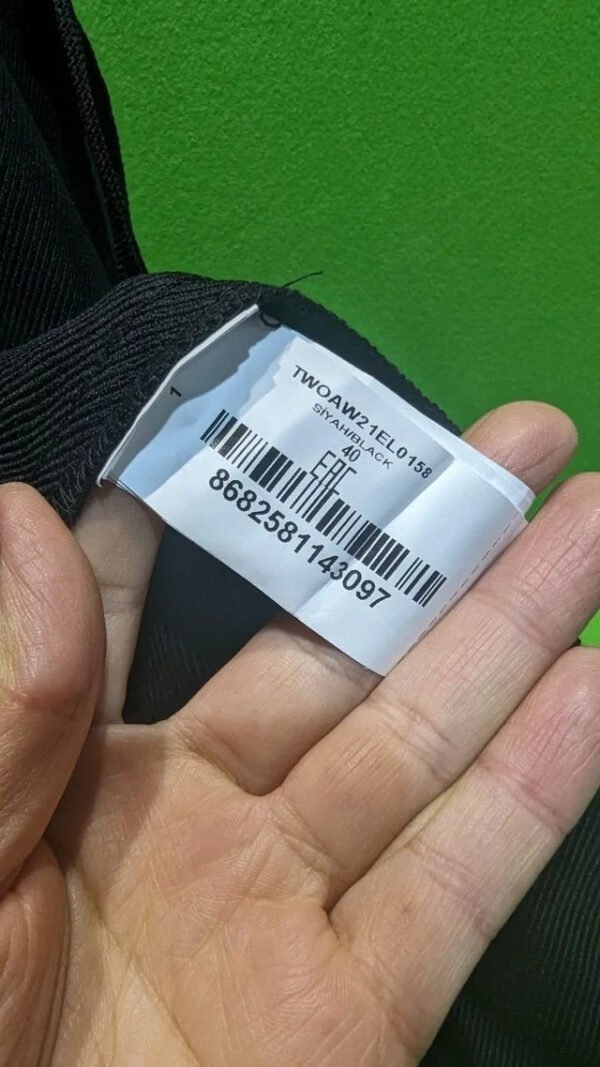 1
TWOAW21EL0158
SİYAH/BLACK
40
EAC
8682581143097